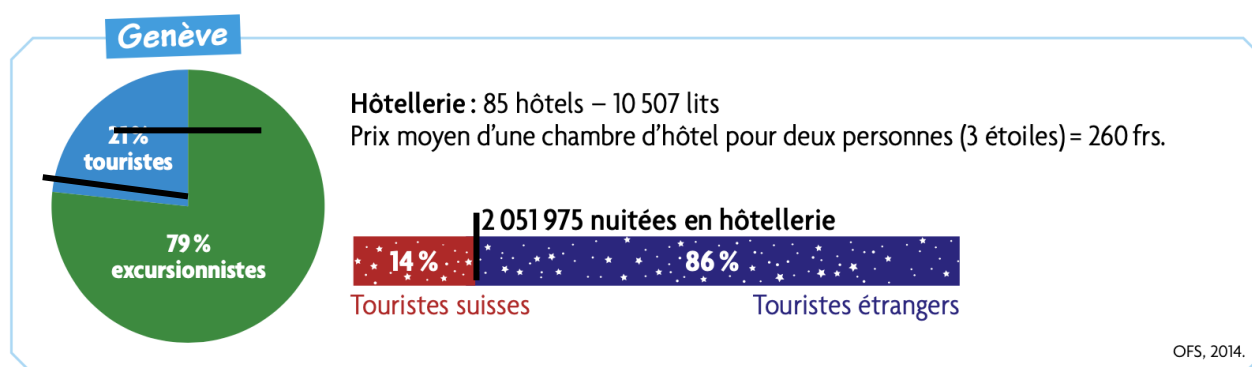 Genève
Hôtellerie : 85 hôtels – 10 507 lits
Prix moyen d'une chambre d'hôtel pour deux personnes (3 étoiles) = 260 frs.
21%
touristes
79 %
excursionnistes
2 051 975 nuitées en hôtellerie
14 % 86 %
Touristes suisses Touristes étrangers
OFS, 2014.